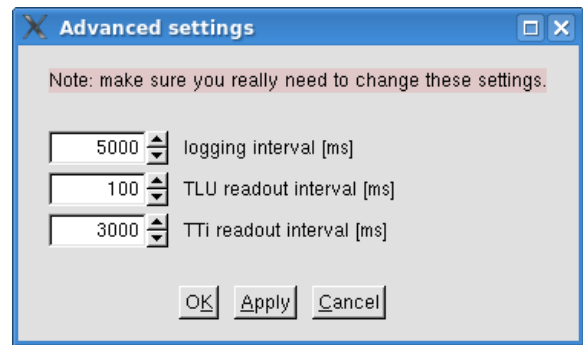 Advanced settings
Note: make sure you really need to change these settings.
5000 logging interval [ms]
100 TLU readout interval [ms]
3000 TTi readout interval [ms]
OK Apply Cancel